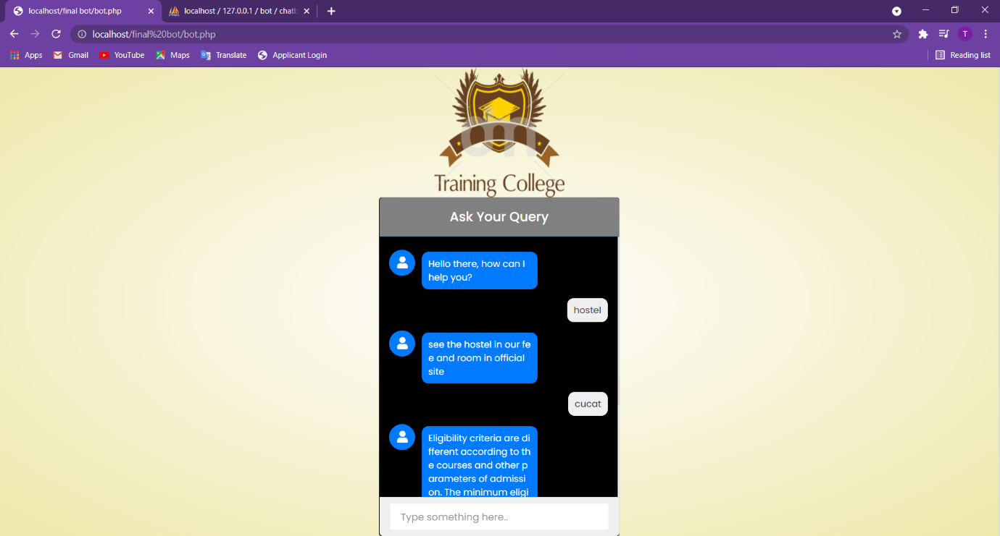 localhost/final bot/bot.php
localhost / 127.0.0.1 / bot / chatb
localhost/final%20bot/bot.php
T
Apps
Gmail
YouTube
Maps
Translate
Applicant Login
Reading list
Training College
Ask Your Query
Hello there, how can I
help you?
hostel
see the hostel in our fe
e and room in official
site
cucat
Eligibility criteria are di
fferent according to th
e courses and other p
arameters of admissi
on. The minimum eligi
Type something here..